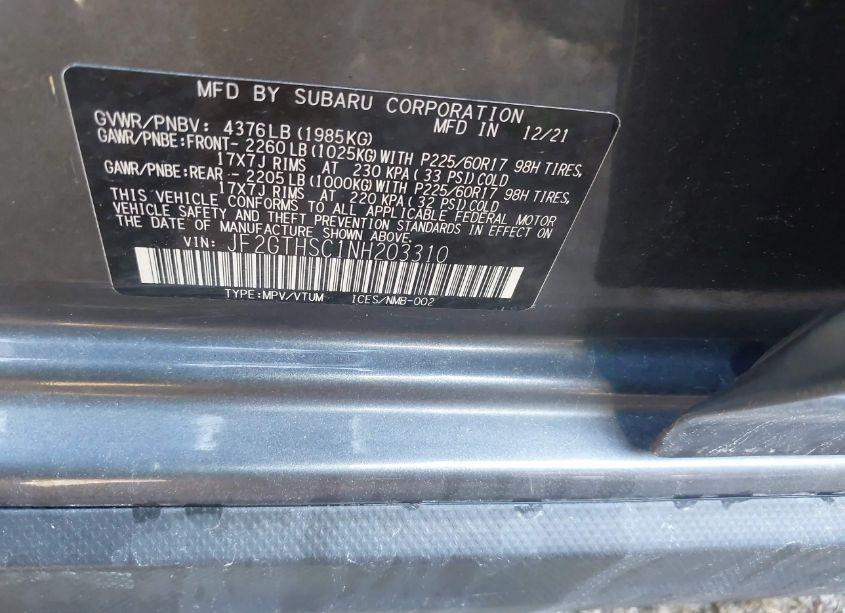 MFD BY SUBARU CORPORATION
GVWR/PNBV: 4376LB(1985KG) MFD IN 12/21
GAWR/PNBE:FRONT- 2260LB(1025KG)WITH P225/60R17 98H TIRES,
17X7J RIMS AT 230 KPA(33 PSI)COLD
GAWR/PNBE:REAR - 2205LB(1000KG)WITH P225/60R17 98H TIRES,
17X7J RIMS AT 220 KPA(32 PSI)COLD
THIS VEHICLE CONFORMS TO ALL APPLICABLE FEDERAL MOTOR
VEHICLE SAFETY AND THEFT PREVENTION STANDARDS IN EFFECT ON
THE DATE OF MANUFACTURE SHOWN ABOVE.
VIN: JF2GTHSC1NH203310
TYPE:MPV/VTUM ICES/NMB-002